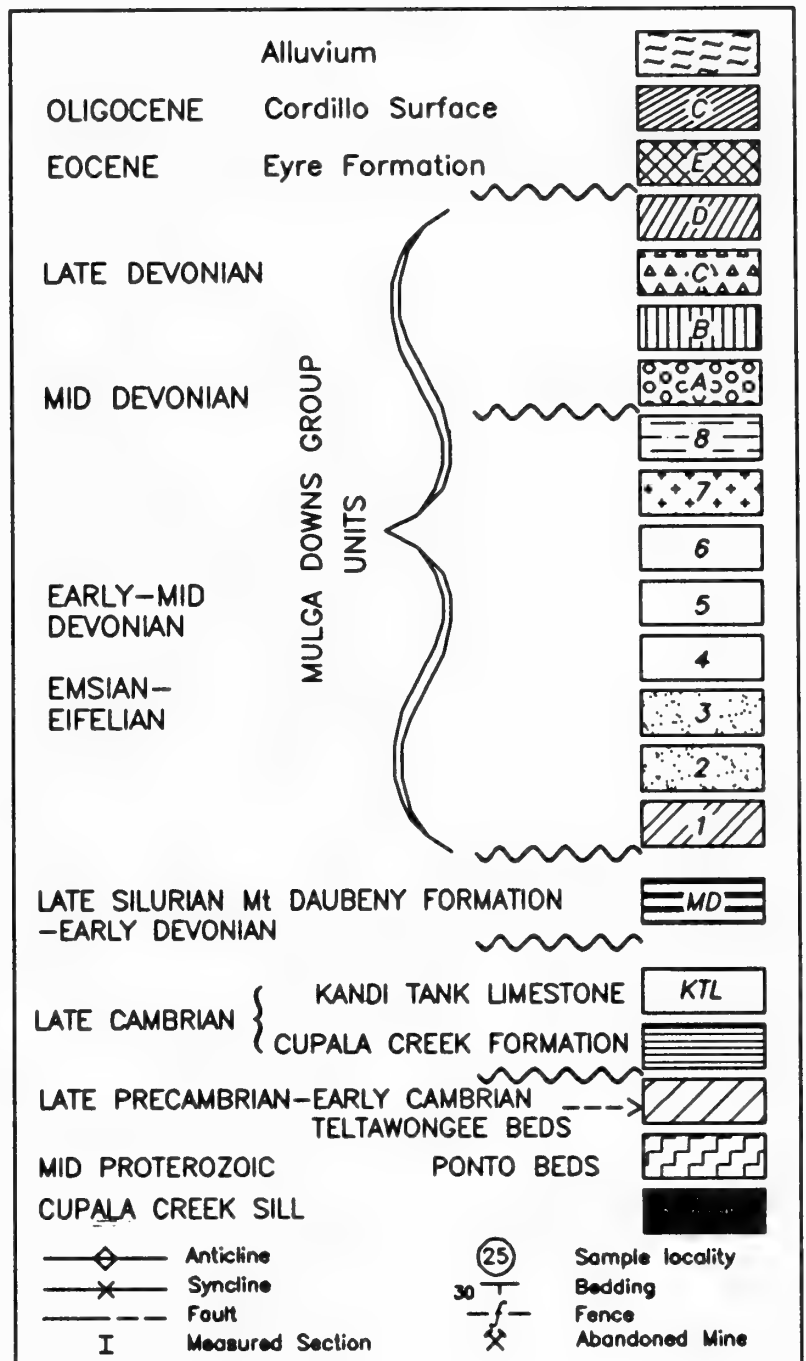 Alluvium
OLIGOCENE Cordillo Surface C
EOCENE Eyre Formation E
D
LATE DEVONIAN C
B
MID DEVONIAN A
8
7
MULGA DOWNS GROUP
UNITS
6
EARLY-MID
DEVONIAN
5
4
EMSIAN-
EIFELIAN
3
2
1
LATE SILURIAN Mt DAUBENY FORMATION MD
-EARLY DEVONIAN
LATE CAMBRIAN
KANDI TANK LIMESTONE KTL
CUPALA CREEK FORMATION
LATE PRECAMBRIAN-EARLY CAMBRIAN
TELTAWONGEE BEDS
MID PROTEROZOIC PONTO BEDS
CUPALA CREEK SILL
Anticline 25 Sample locality
Syncline 30 Bedding
Fault f Fence
I Measured Section Abandoned Mine